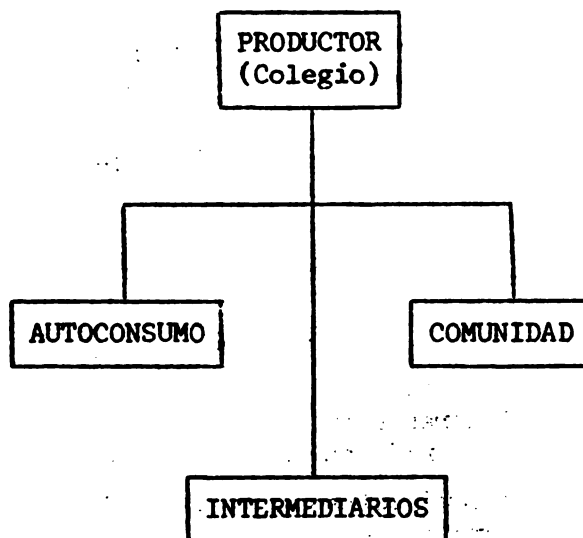 PRODUCTOR
(Colegio)
AUTOCONSUMO
COMUNIDAD
INTERMEDIARIOS